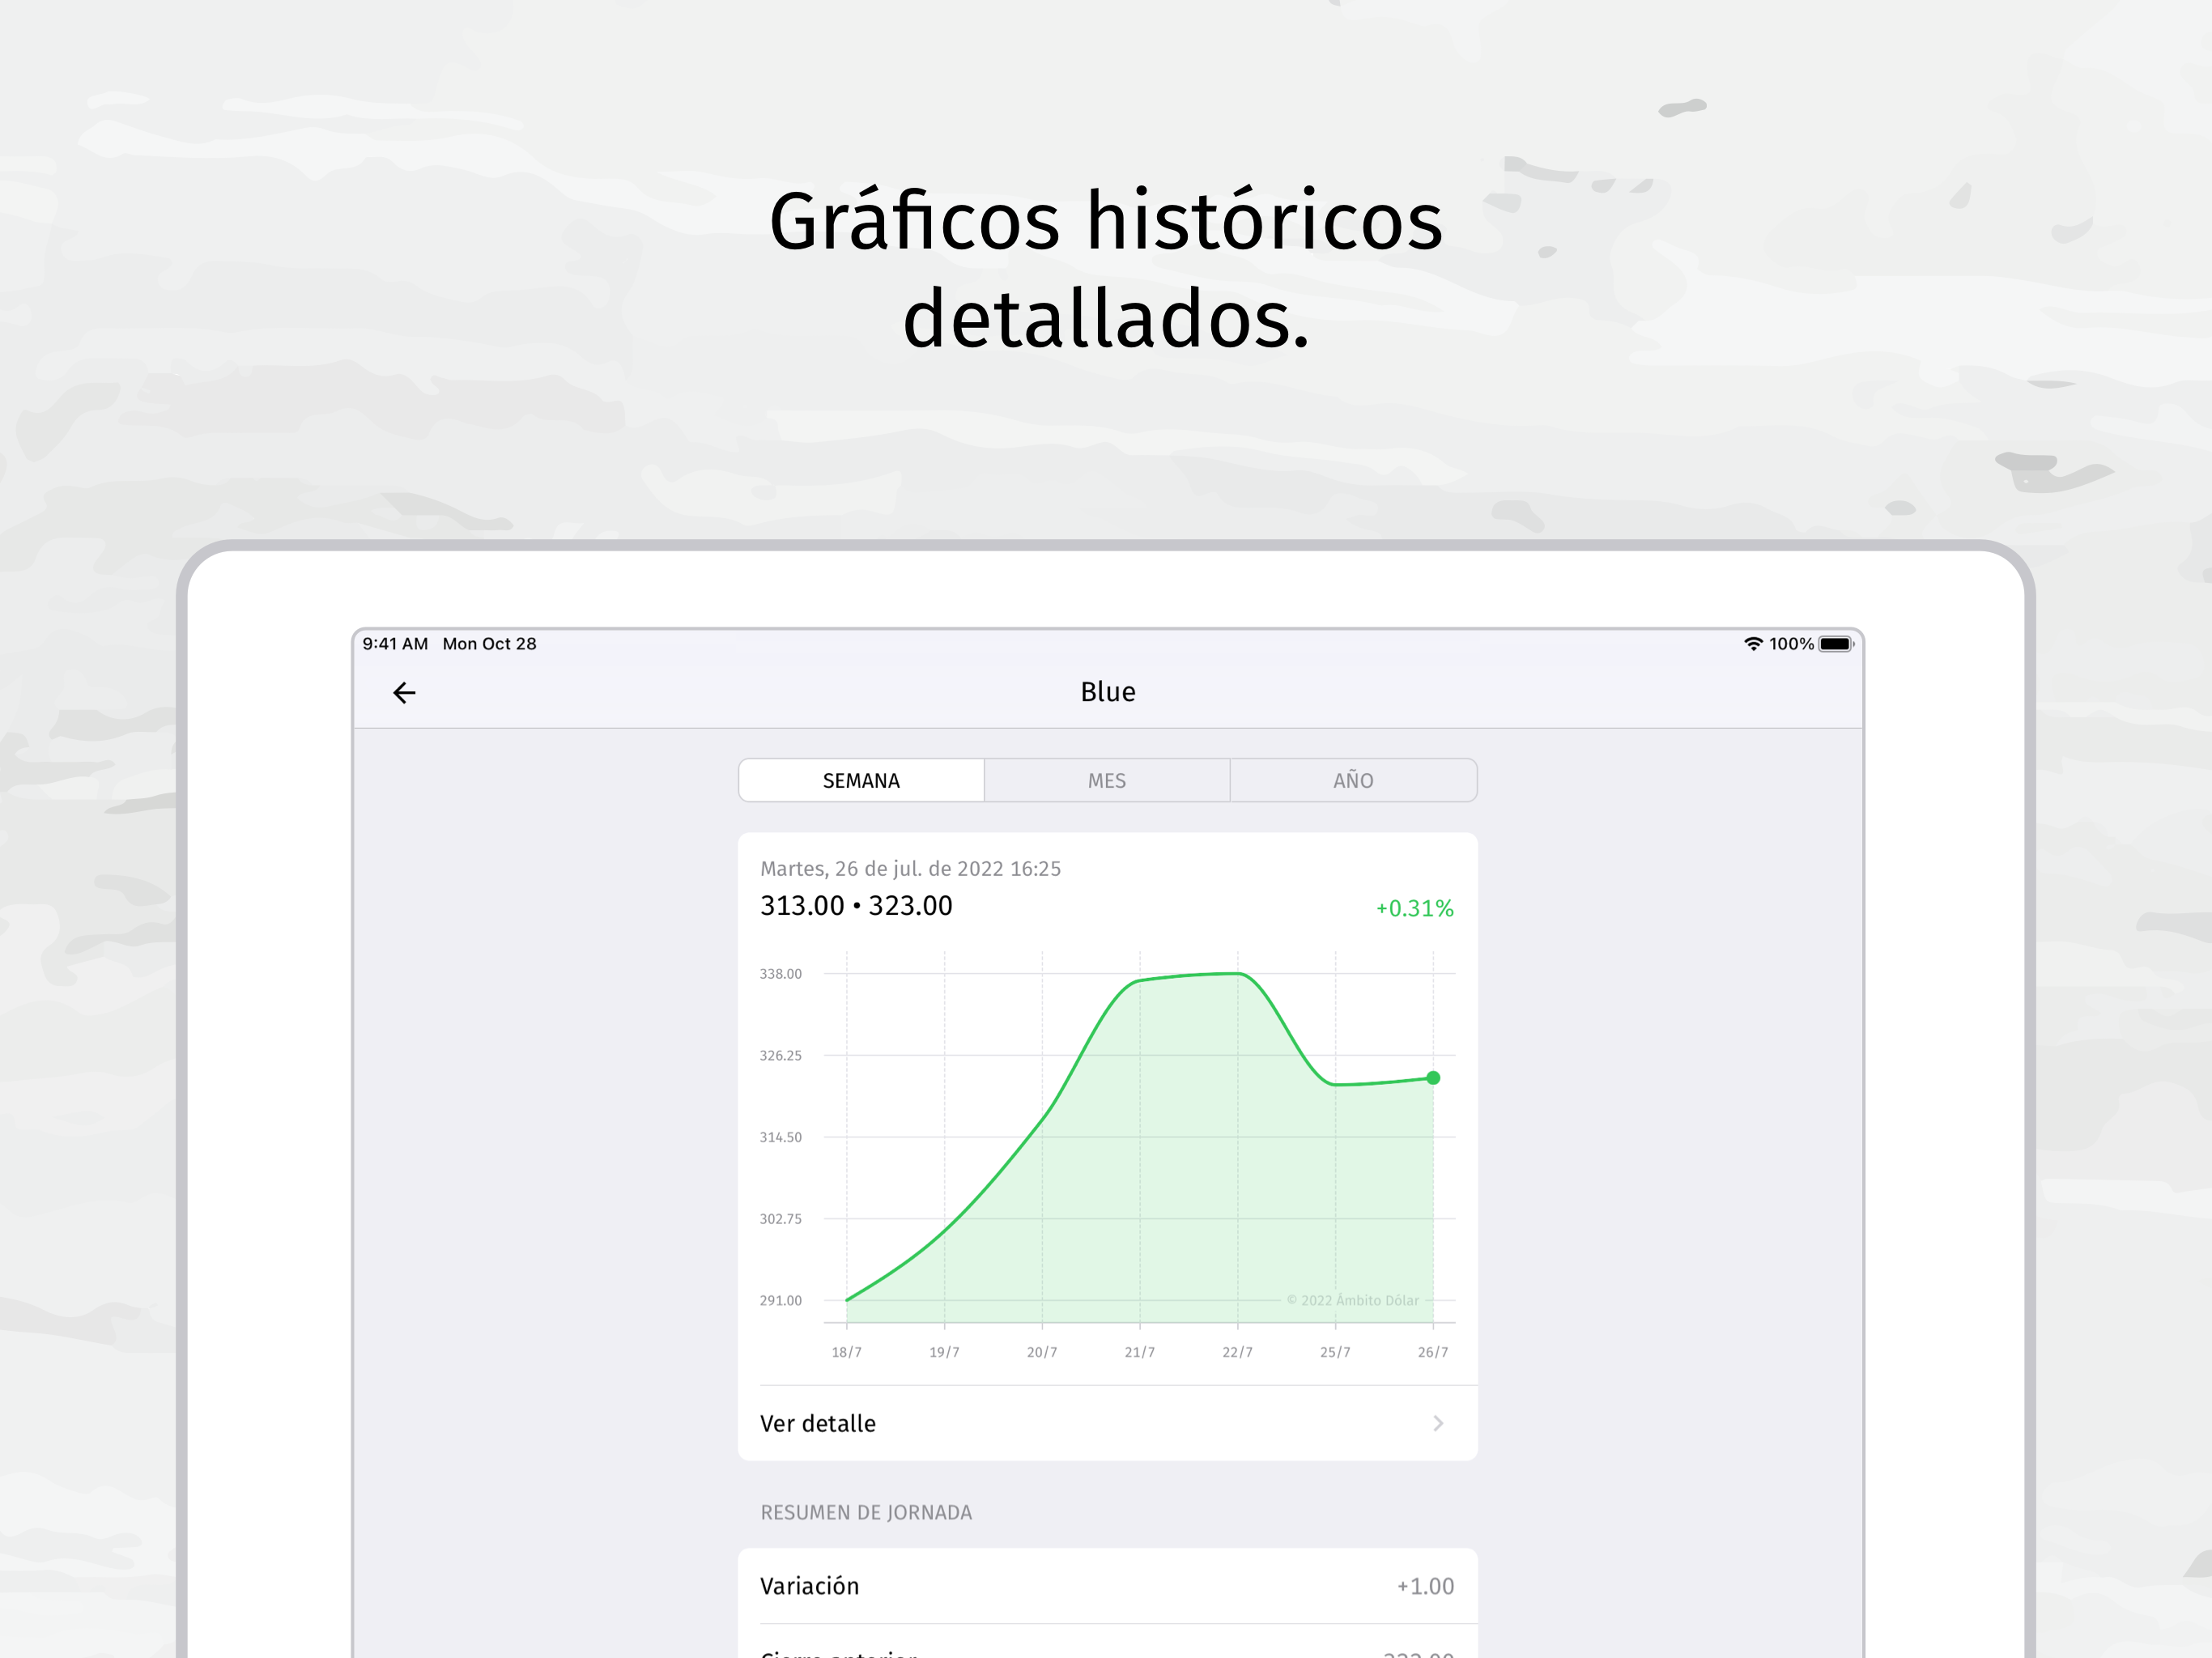 Gráficos históricos
detallados.
9:41 AM Mon Oct 28
100%
Blue
SEMANA MES AÑO
Martes, 26 de jul. de 2022 16:25
313.00 • 323.00
+0.31%
338.00
326.25
314.50
302.75
291.00
© 2022 Ámbito Dólar
18/7 19/7 20/7 21/7 22/7 25/7 26/7
Ver detalle
RESUMEN DE JORNADA
Variación +1.00
Cierre anterior